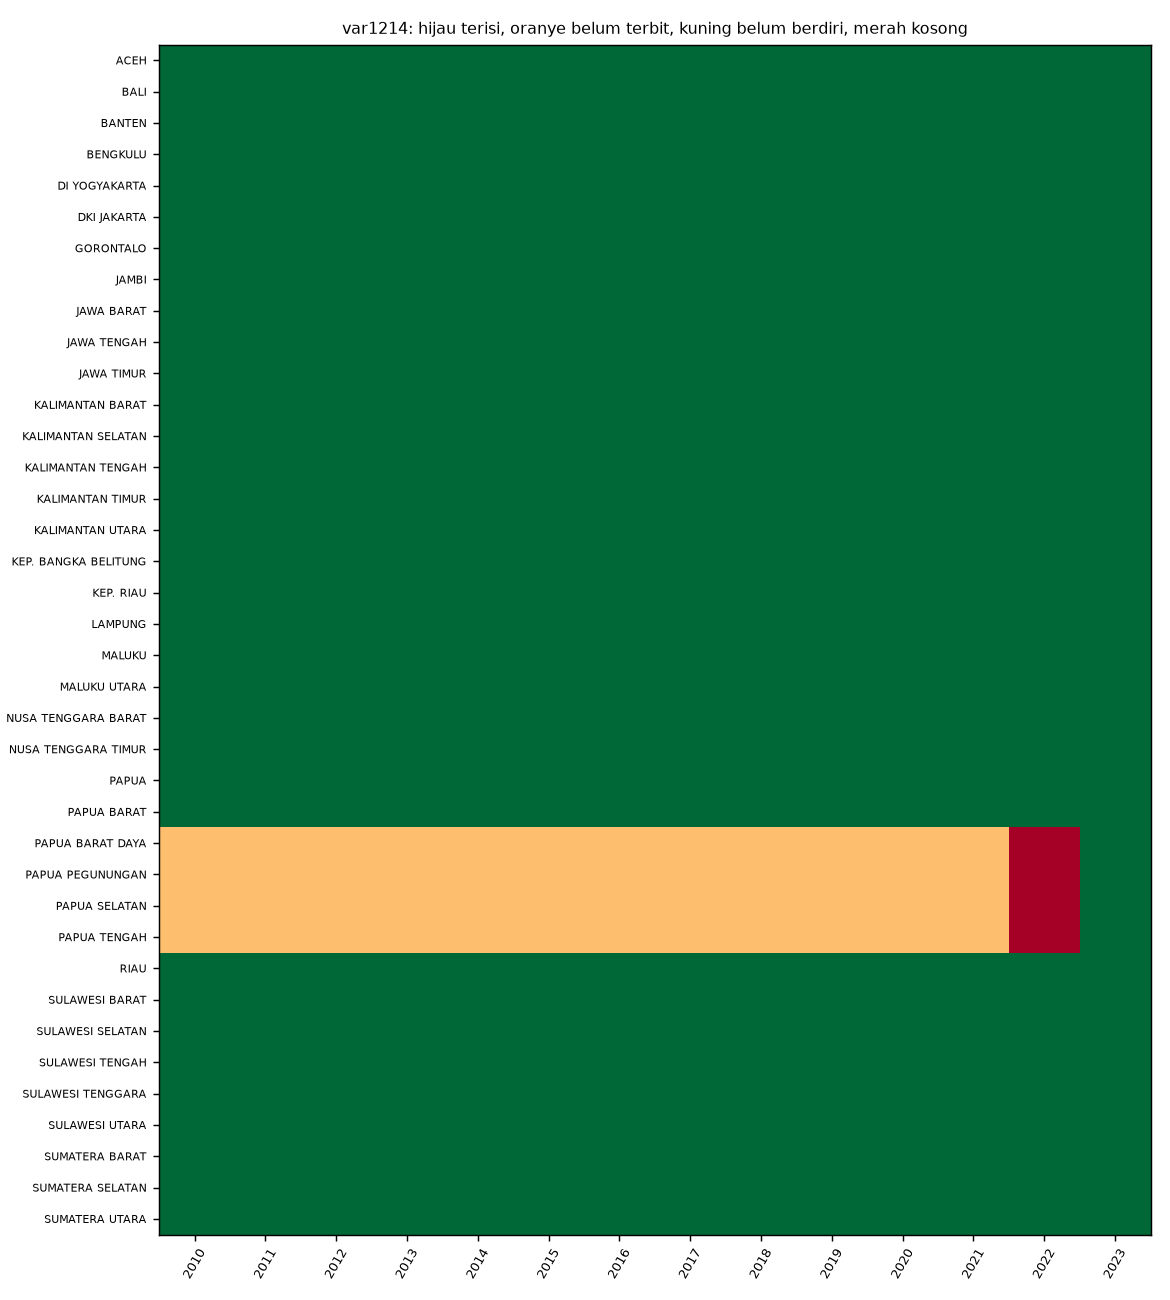 var1214: hijau terisi, oranye belum terbit, kuning belum berdiri, merah kosong
ACEH
BALI
BANTEN
BENGKULU
DI YOGYAKARTA
DKI JAKARTA
GORONTALO
JAMBI
JAWA BARAT
JAWA TENGAH
JAWA TIMUR
KALIMANTAN BARAT
KALIMANTAN SELATAN
KALIMANTAN TENGAH
KALIMANTAN TIMUR
KALIMANTAN UTARA
KEP. BANGKA BELITUNG
KEP. RIAU
LAMPUNG
MALUKU
MALUKU UTARA
NUSA TENGGARA BARAT
NUSA TENGGARA TIMUR
PAPUA
PAPUA BARAT
PAPUA BARAT DAYA
PAPUA PEGUNUNGAN
PAPUA SELATAN
PAPUA TENGAH
RIAU
SULAWESI BARAT
SULAWESI SELATAN
SULAWESI TENGAH
SULAWESI TENGGARA
SULAWESI UTARA
SUMATERA BARAT
SUMATERA SELATAN
SUMATERA UTARA
2010 2011 2012 2013 2014 2015 2016 2017 2018 2019 2020 2021 2022 2023